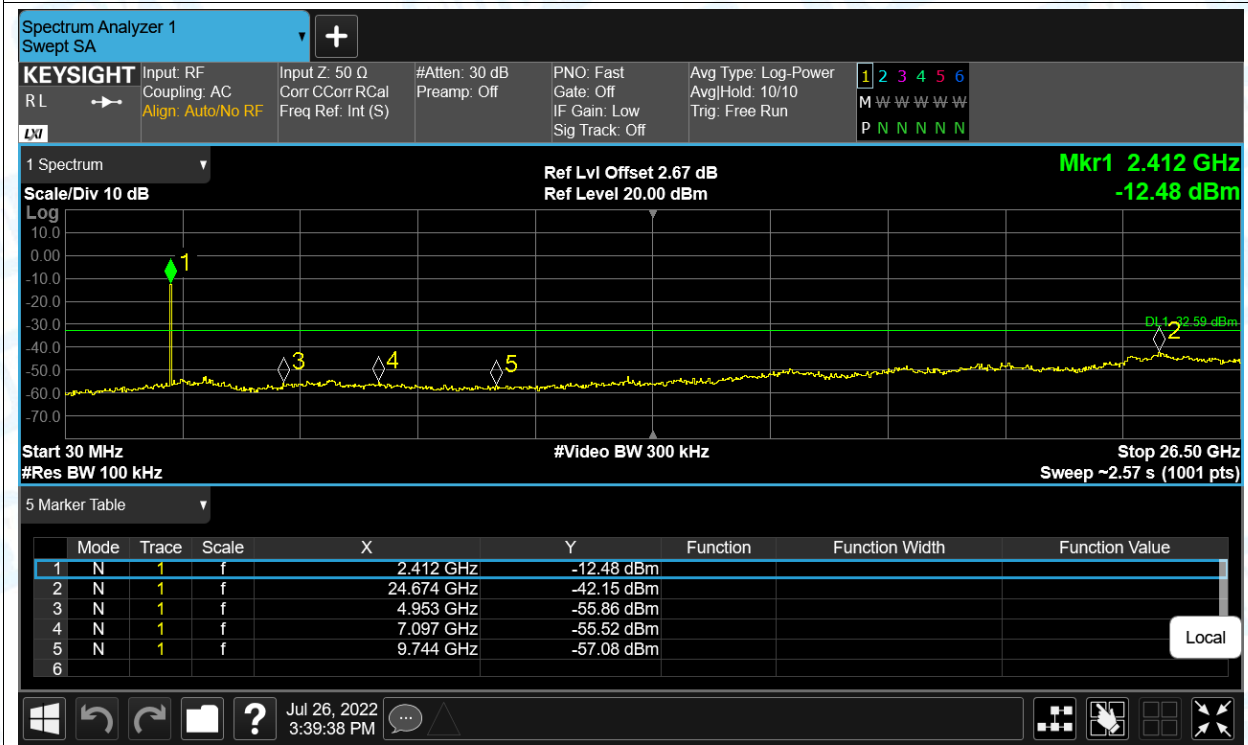 Spectrum Analyzer 1
Swept SA
+
KEYSIGHT Input: RF Input Z: 50 Ω #Atten: 30 dB PNO: Fast Avg Type: Log-Power 1 2 3 4 5 6
RL Coupling: AC Corr CCorr RCal Preamp: Off Gate: Off Avg|Hold: 10/10 M W W W W W
Align: Auto/No RF Freq Ref: Int (S) IF Gain: Low Trig: Free Run
LXI Sig Track: Off P N N N N N
1 Spectrum Ref Lvl Offset 2.67 dB Mkr1 2.412 GHz
Scale/Div 10 dB Ref Level 20.00 dBm -12.48 dBm
Log
10.0
0.00 1
-10.0
-20.0
-30.0 DL1 -32.59 dBm
2
-40.0
-50.0 3 4 5
-60.0
-70.0
Start 30 MHz #Video BW 300 kHz Stop 26.50 GHz
#Res BW 100 kHz Sweep ~2.57 s (1001 pts)
5 Marker Table
Mode Trace Scale X Y Function Function Width Function Value
1 N 1 f 2.412 GHz -12.48 dBm
2 N 1 f 24.674 GHz -42.15 dBm
3 N 1 f 4.953 GHz -55.86 dBm
4 N 1 f 7.097 GHz -55.52 dBm
5 N 1 f 9.744 GHz -57.08 dBm
6
Local
? Jul 26, 2022
3:39:38 PM